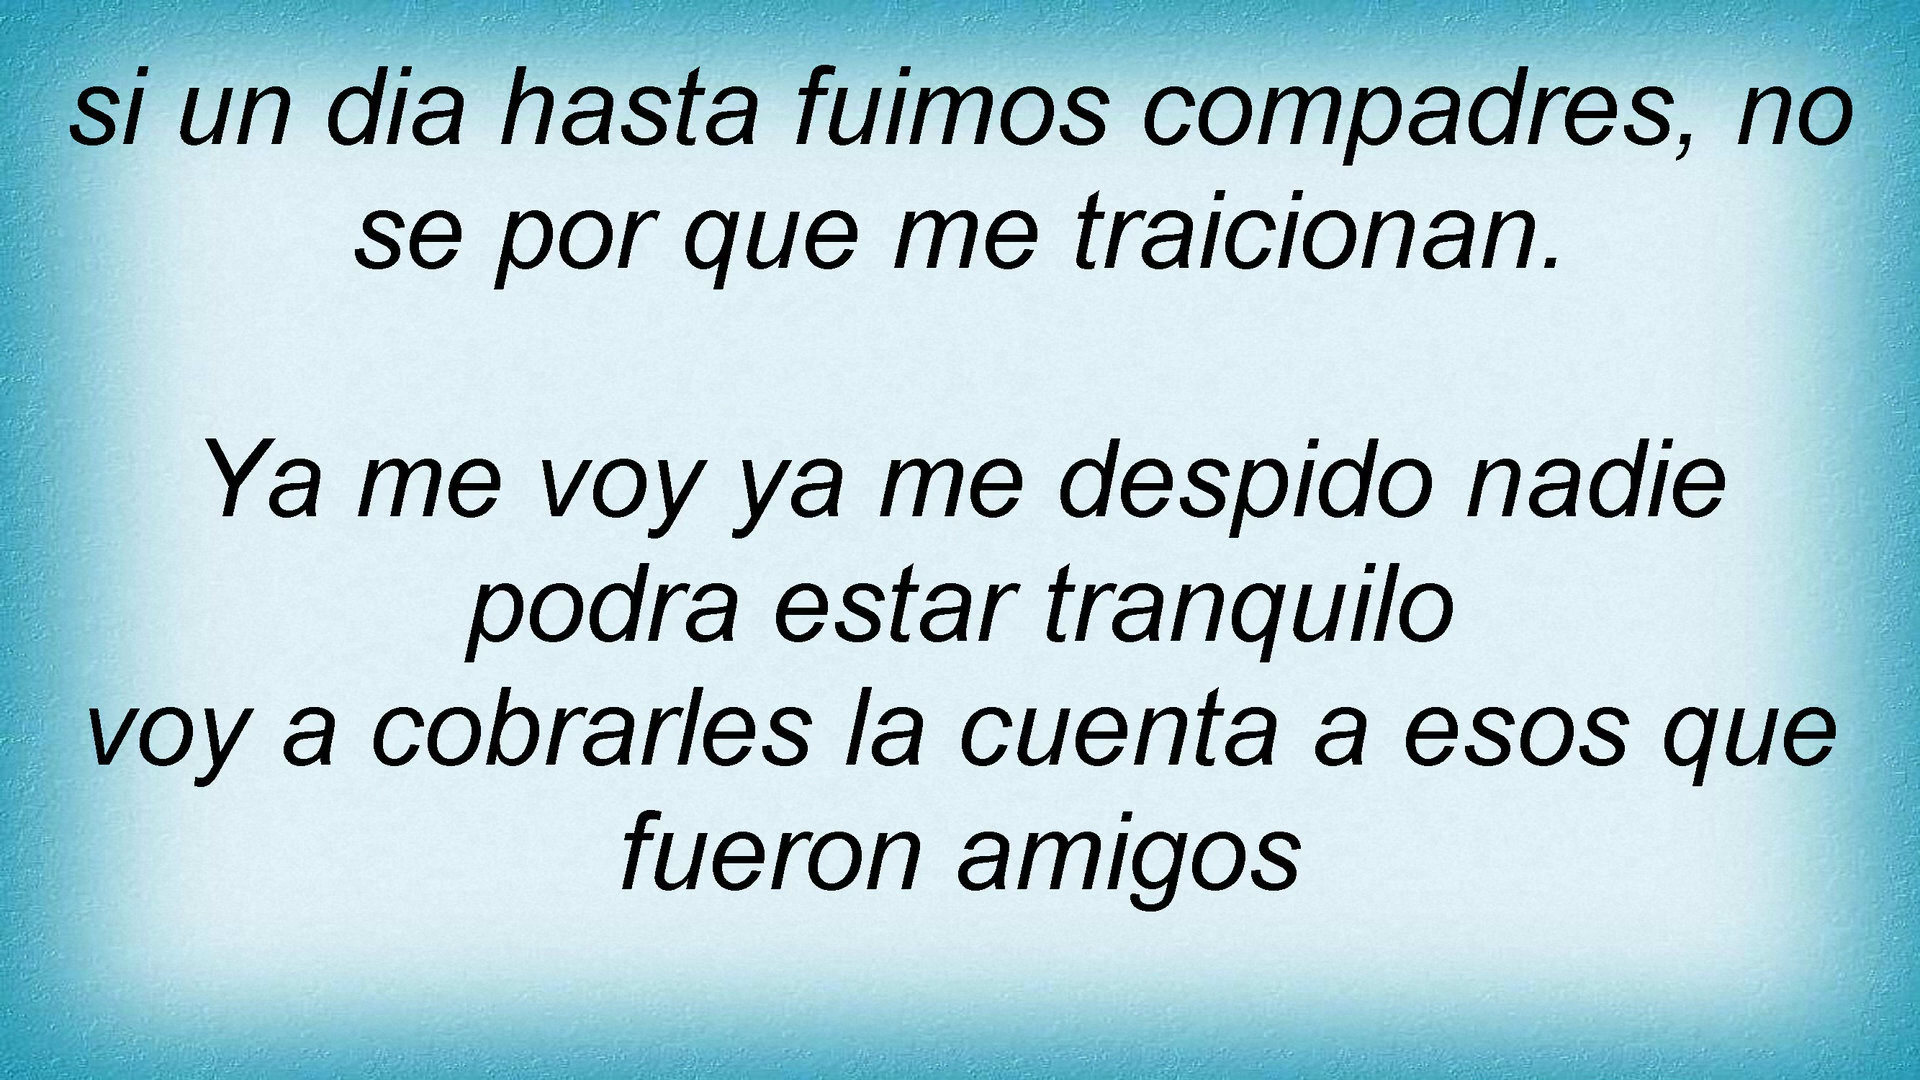 si un dia hasta fuimos compadres, no
se por que me traicionan.
Ya me voy ya me despido nadie
podra estar tranquilo
voy a cobrarles la cuenta a esos que
fueron amigos